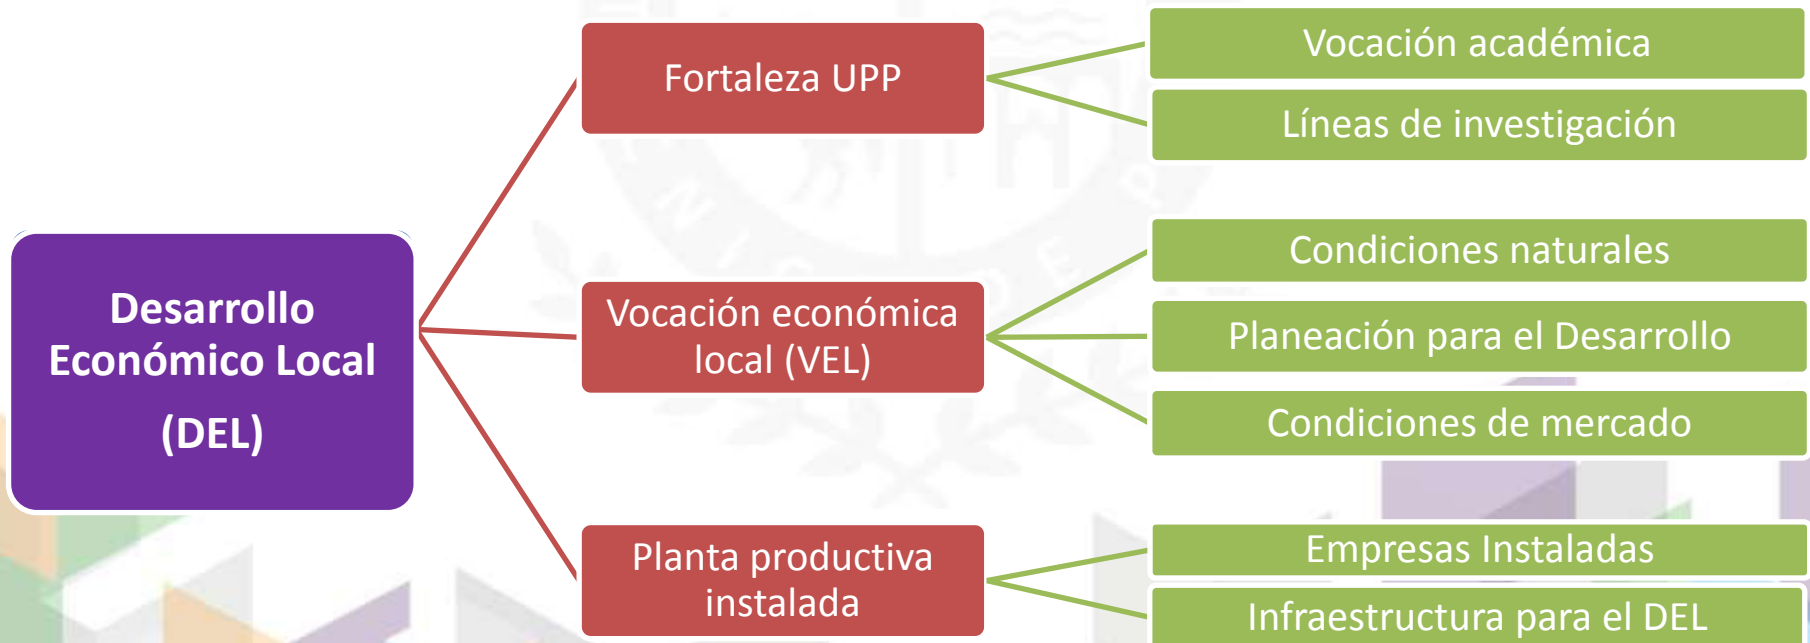 Desarrollo
Económico Local
(DEL)
Fortaleza UPP
Vocación académica
Líneas de investigación
Vocación económica
local (VEL)
Condiciones naturales
Planeación para el Desarrollo
Condiciones de mercado
Planta productiva
instalada
Empresas Instaladas
Infraestructura para el DEL